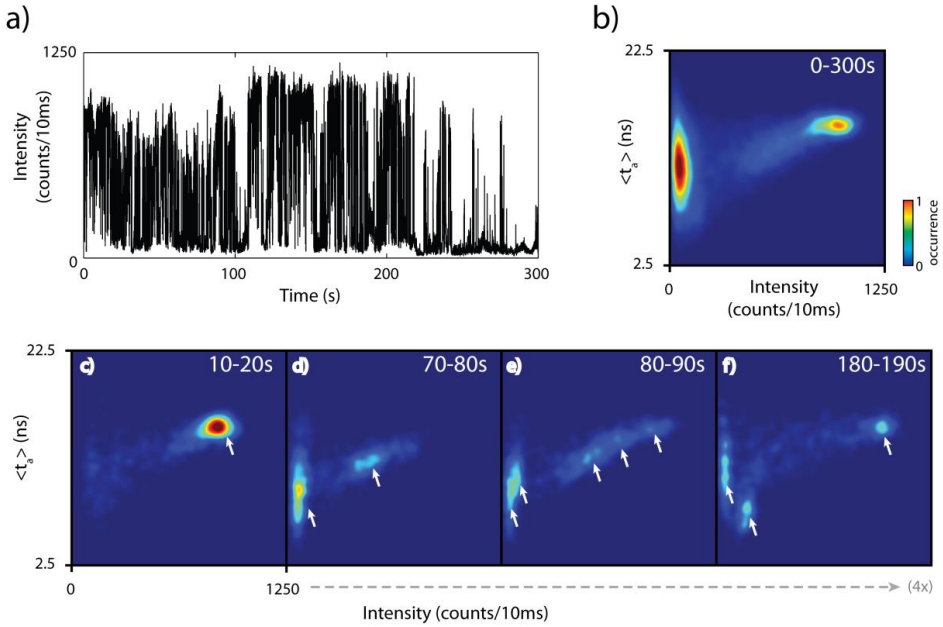 a)
1250
Intensity
(counts/10ms)
0
0
100
200
300
Time (s)
b)
22.5
0-300s
<tₐ> (ns)
1
occurrence
0
2.5
0
Intensity
1250
(counts/10ms)
22.5
c)
10-20s
d)
70-80s
e)
80-90s
f)
180-190s
<tₐ> (ns)
2.5
0
1250
(4x)
Intensity (counts/10ms)